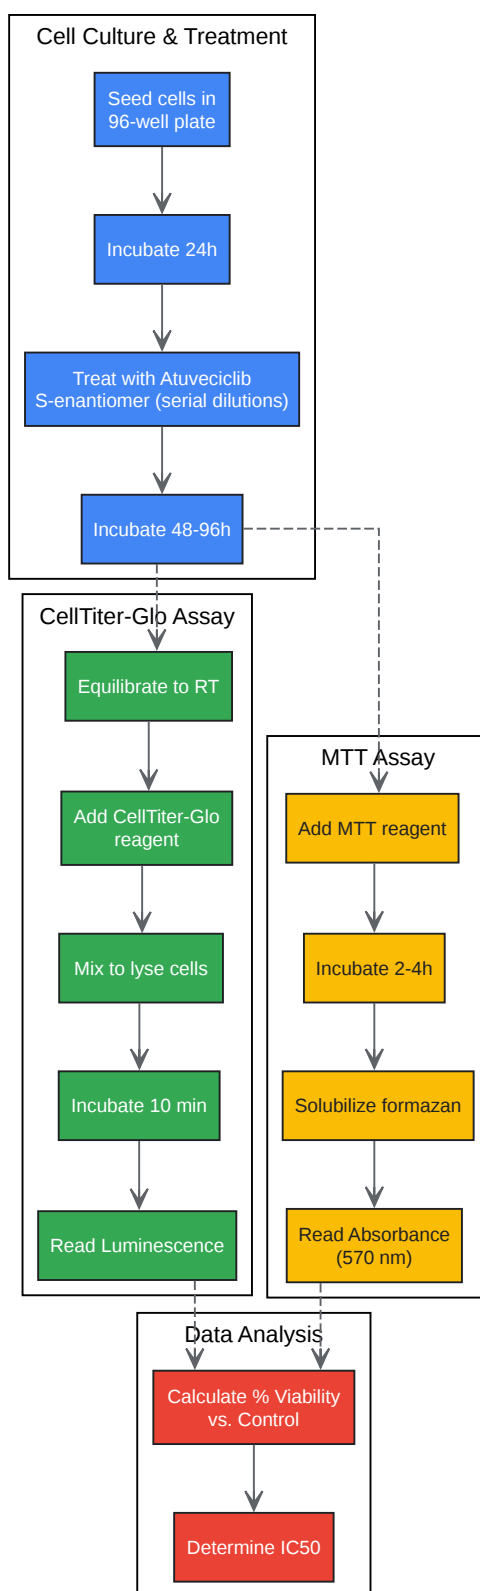 Cell Culture & Treatment
Seed cells in
96-well plate
Incubate 24h
Treat with Atuveciclib
S-enantiomer (serial dilutions)
Incubate 48-96h
CellTiter-Glo Assay
Equilibrate to RT
Add CellTiter-Glo
reagent
Mix to lyse cells
Incubate 10 min
Read Luminescence
MTT Assay
Add MTT reagent
Incubate 2-4h
Solubilize formazan
Read Absorbance
(570 nm)
Data Analysis
Calculate % Viability
vs. Control
Determine IC50